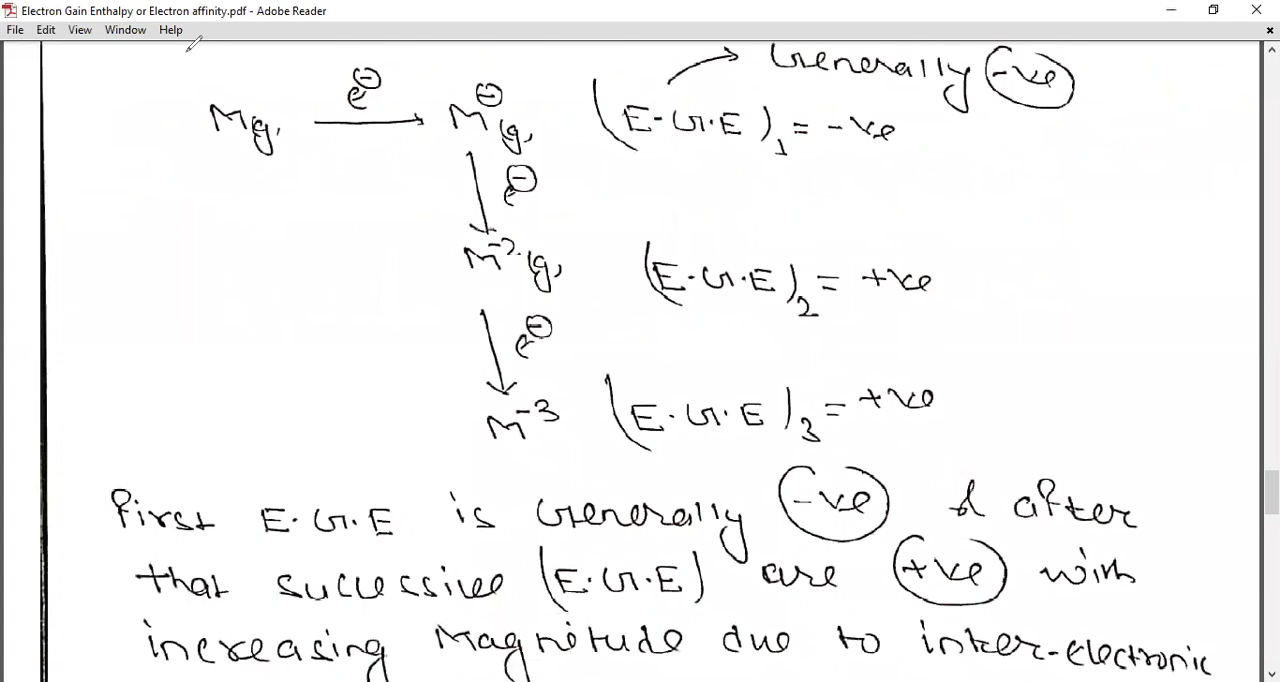 Electron Gain Enthalpy or Electron affinity.pdf - Adobe Reader
File Edit View Window Help
Generally -ve
M(g) e⊖ M⊖(g) (E.G.E)₁ = -ve
e⊖
M⁻²(g) (E.G.E)₂ = +ve
e⊖
M⁻³ (E.G.E)₃ = +ve
first E.G.E is Generally -ve & after
that successive (E.G.E) are +ve with
increasing Magnitude due to inter-electronic